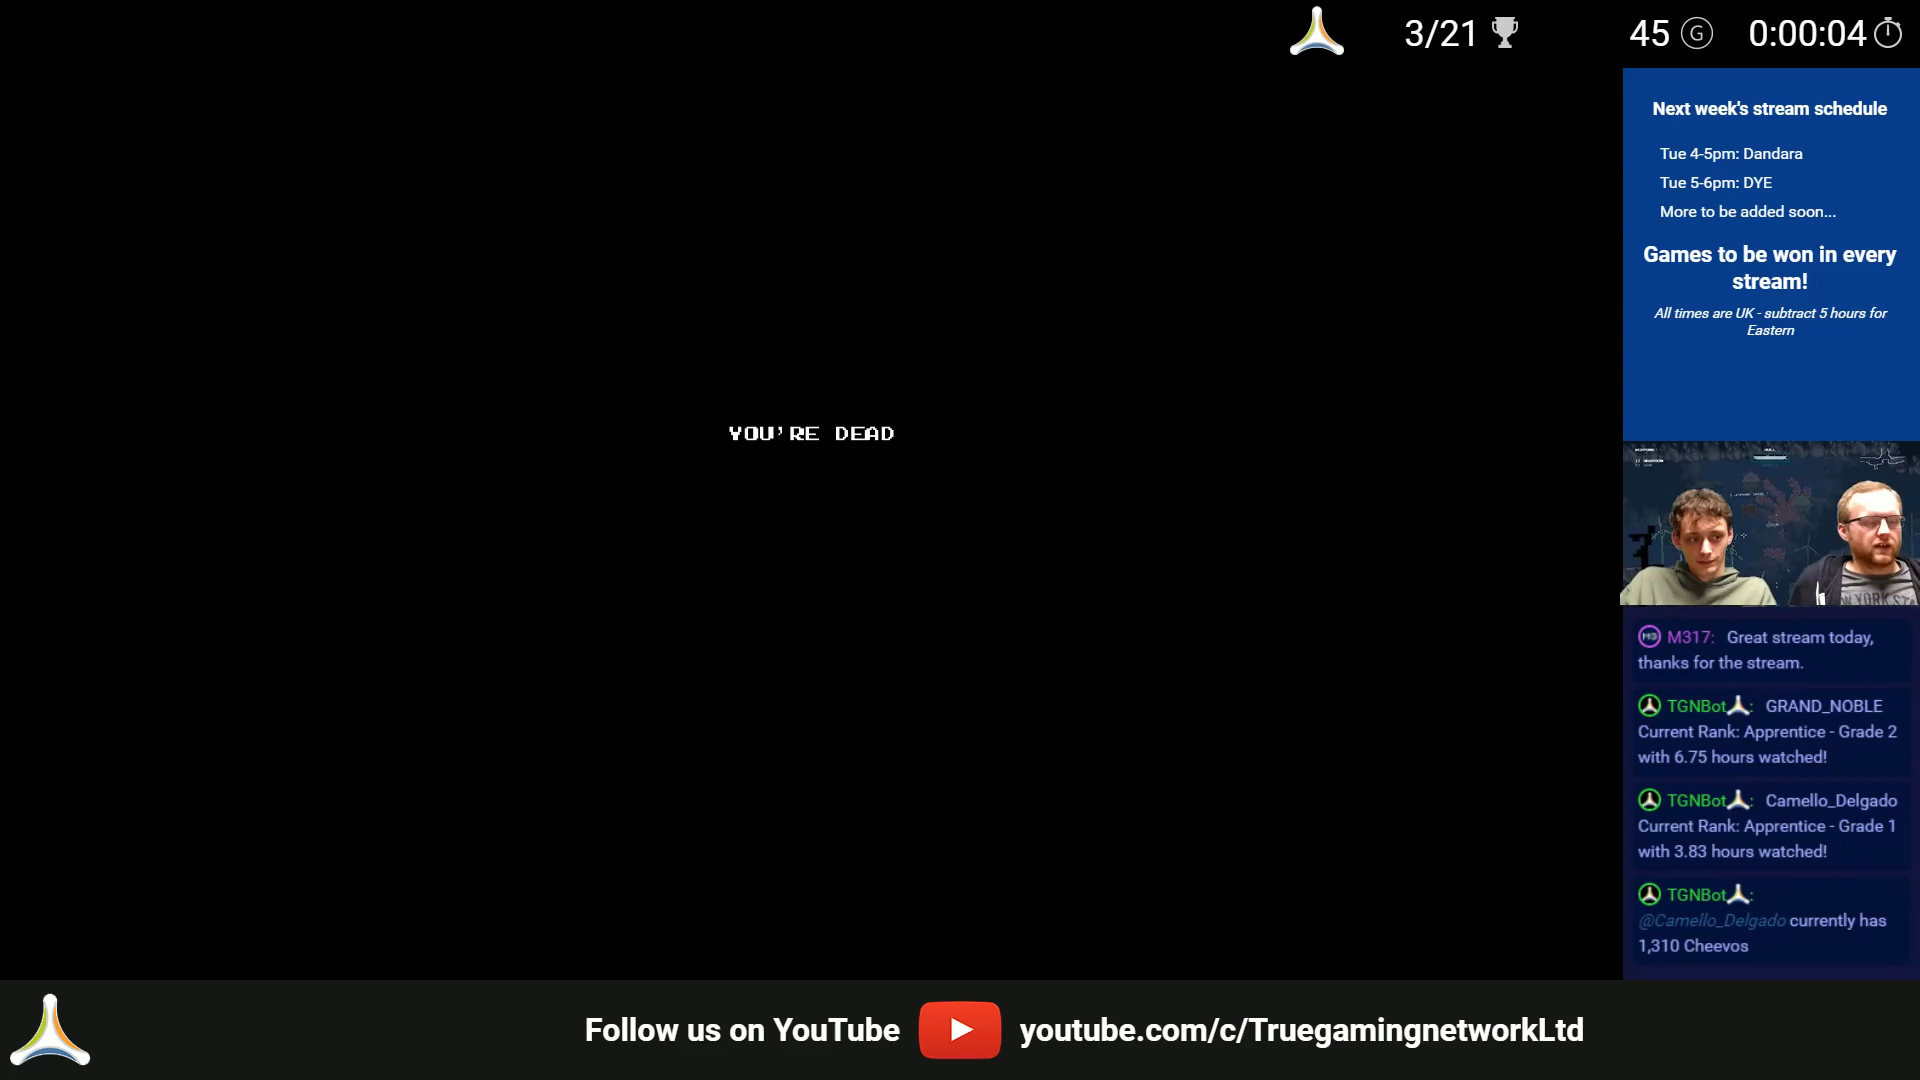 3/21
45 G 0:00:04
Next week's stream schedule
Tue 4-5pm: Dandara
Tue 5-6pm: DYE
More to be added soon...
Games to be won in every
stream!
All times are UK - subtract 5 hours for
Eastern
YOU'RE DEAD
M317: Great stream today,
thanks for the stream.
TGNBot: GRAND_NOBLE
Current Rank: Apprentice - Grade 2
with 6.75 hours watched!
TGNBot: Camello_Delgado
Current Rank: Apprentice - Grade 1
with 3.83 hours watched!
TGNBot:
@Camello_Delgado currently has
1,310 Cheevos
Follow us on YouTube youtube.com/c/TruegamingnetworkLtd